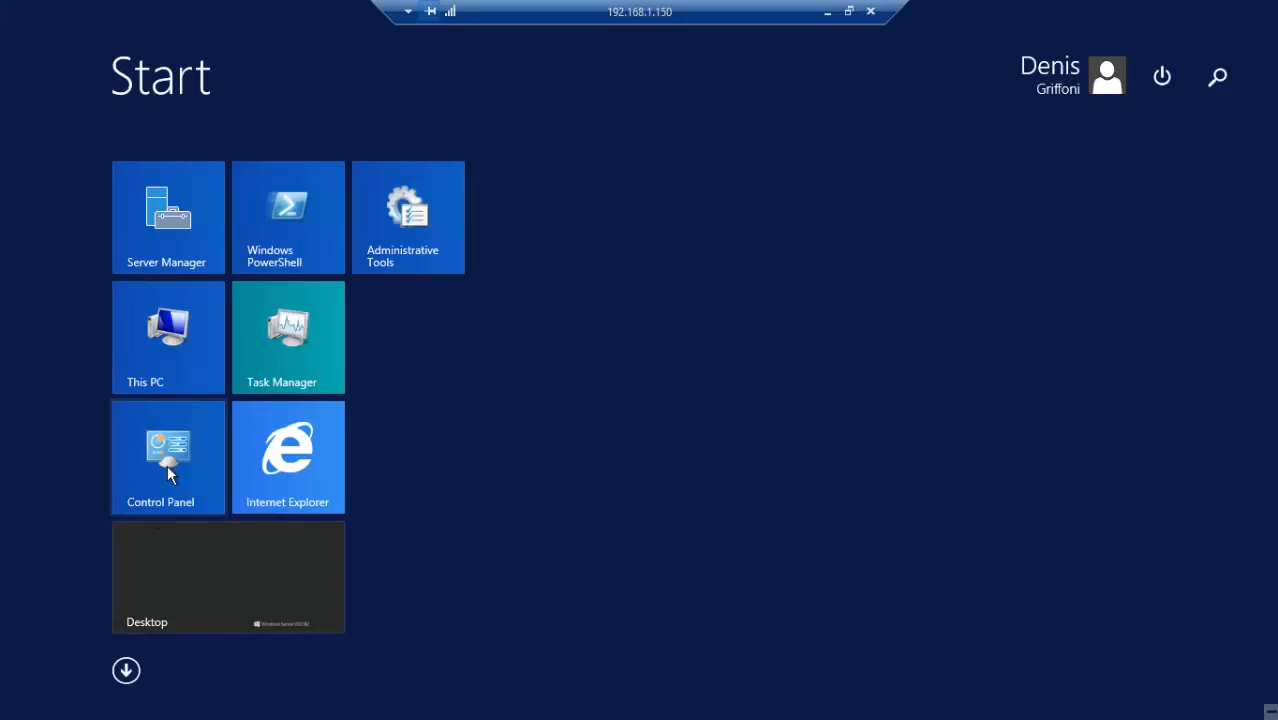 192.168.1.150
Start
Denis
Griffoni
Server Manager
Windows
PowerShell
Administrative
Tools
This PC
Task Manager
Control Panel
Internet Explorer
Desktop